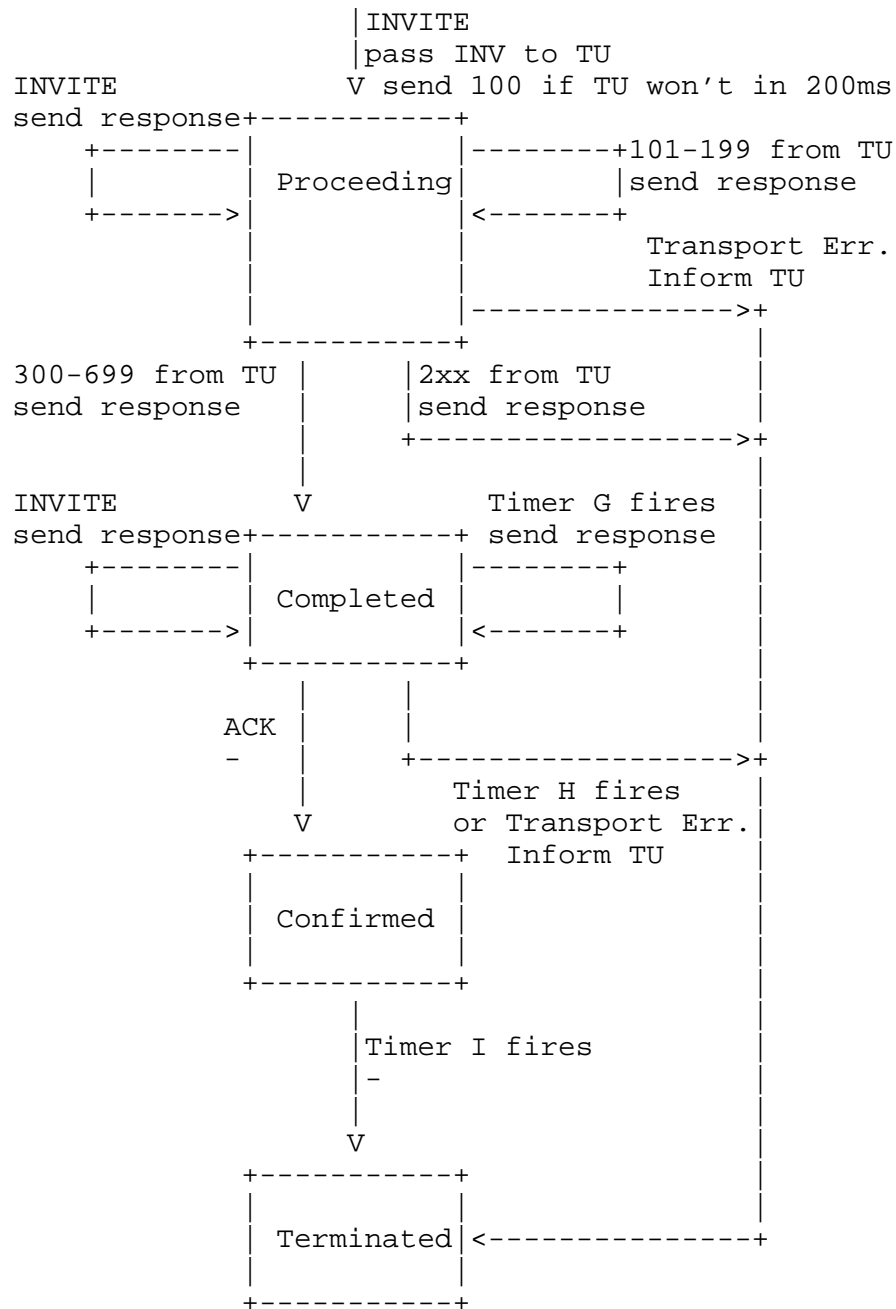 INVITE
pass INV to TU
INVITE V send 100 if TU won't in 200ms
send response
101-199 from TU
Proceeding send response
Transport Err.
Inform TU
300-699 from TU 2xx from TU
send response send response
INVITE V Timer G fires
send response send response
Completed
ACK
-
Timer H fires
V or Transport Err.
Inform TU
Confirmed
Timer I fires
-
V
Terminated